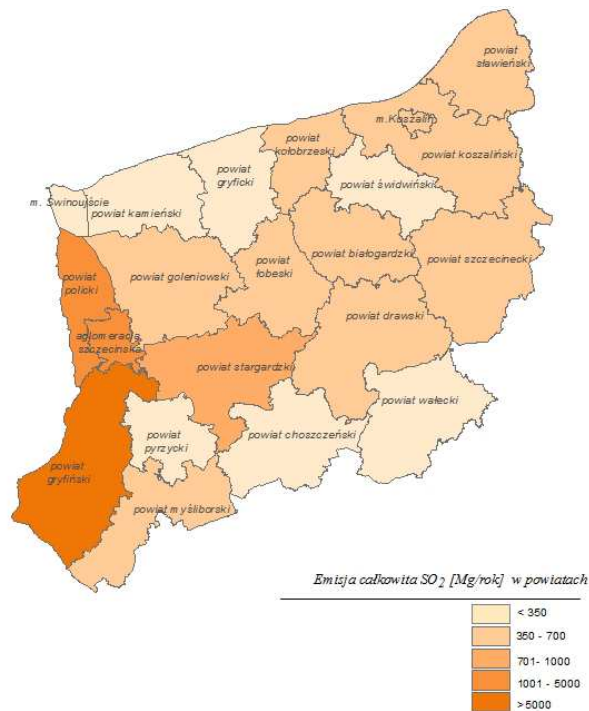 powiat
sławieński
m.Koszalin
powiat
kołobrzeski
powiat koszaliński
powiat
gryficki
powiat świdwiński
m. Świnoujście
powiat kamieński
powiat białogardzki
powiat szczecinecki
powiat goleniowski
powiat
łobeski
powiat
policki
powiat drawski
aglomeracja
szczecińska
powiat stargardzki
powiat wałecki
powiat choszczeński
powiat
pyrzycki
powiat
gryfiński
powiat myśliborski
Emisja całkowita SO2 [Mg/rok] w powiatach
< 350
350 - 700
701- 1000
1001 - 5000
>5000